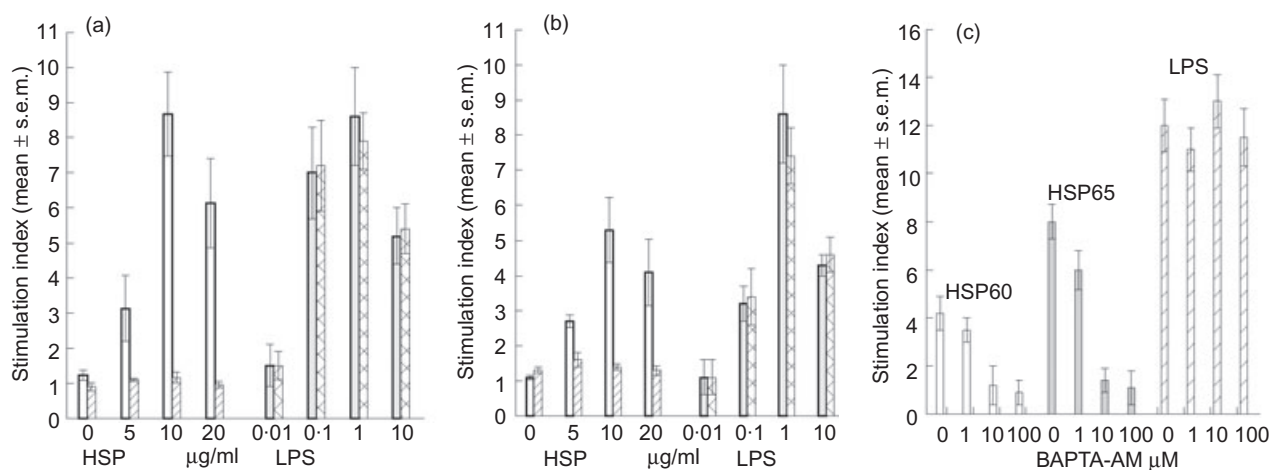 (a)
Stimulation index (mean ± s.e.m.)
11
10
9
8
7
6
5
4
3
2
1
0
0 5 10 20 0·01 0·1 1 10
HSP μg/ml LPS
(b)
Stimulation index (mean ± s.e.m.)
11
10
9
8
7
6
5
4
3
2
1
0
0 5 10 20 0·01 0·1 1 10
HSP μg/ml LPS
(c)
Stimulation index (mean ± s.e.m.)
16
14
12
10
8
6
4
2
0
LPS
HSP65
HSP60
0 1 10 100 0 1 10 100 0 1 10 100
BAPTA-AM μM